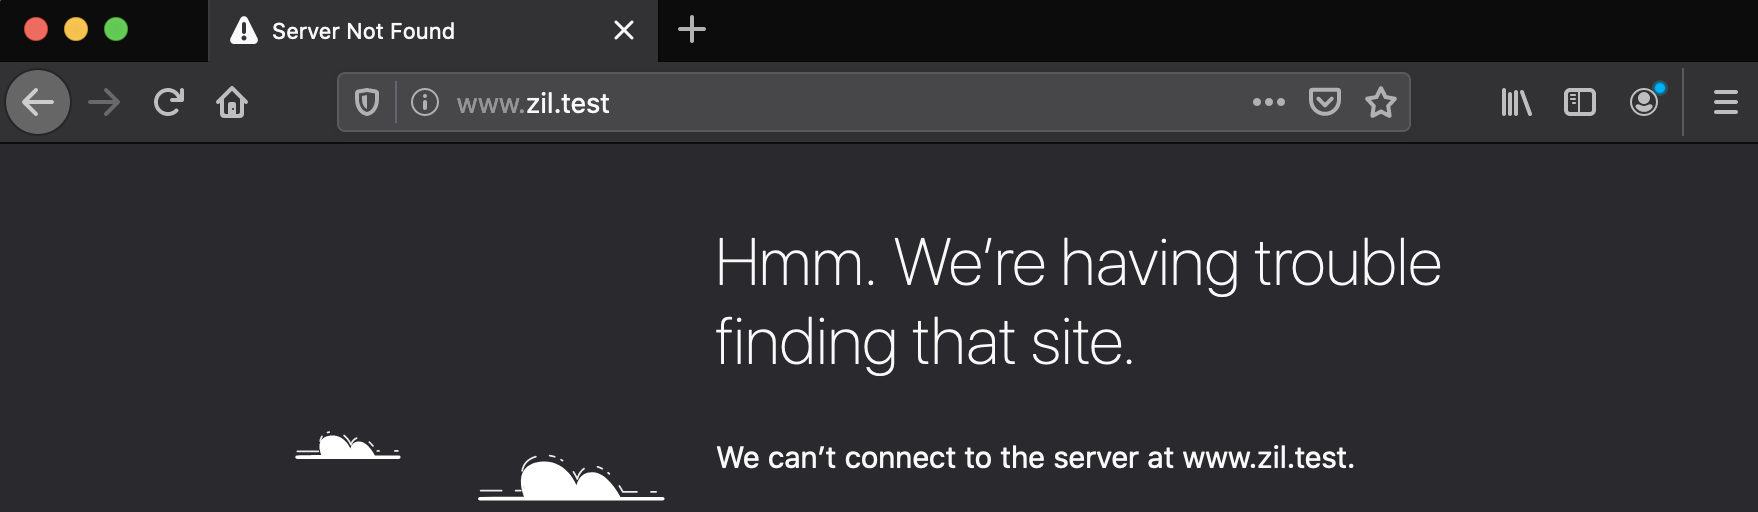 Server Not Found
www.zil.test
Hmm. We're having trouble
finding that site.
We can't connect to the server at www.zil.test.